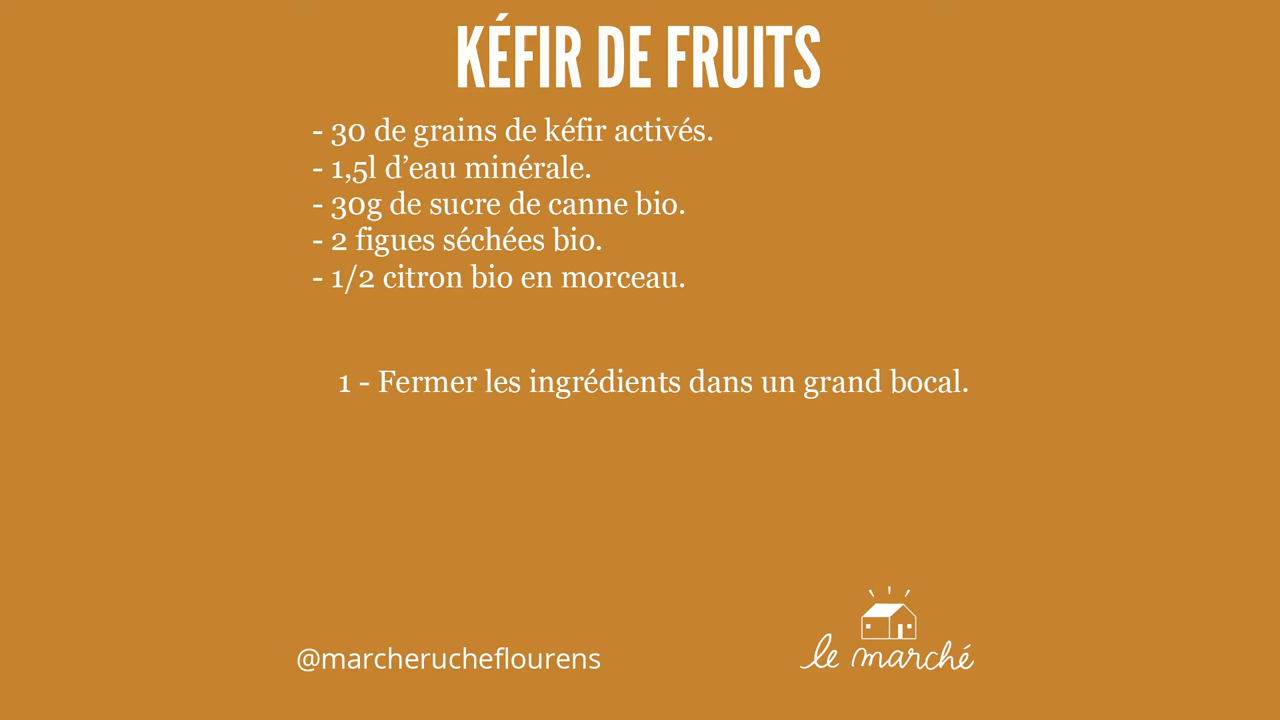 KÉFIR DE FRUITS
- 30 de grains de kéfir activés.
- 1,5l d’eau minérale.
- 30g de sucre de canne bio.
- 2 figues séchées bio.
- 1/2 citron bio en morceau.
1 - Fermer les ingrédients dans un grand bocal.
@marcherucheflourens
le marché